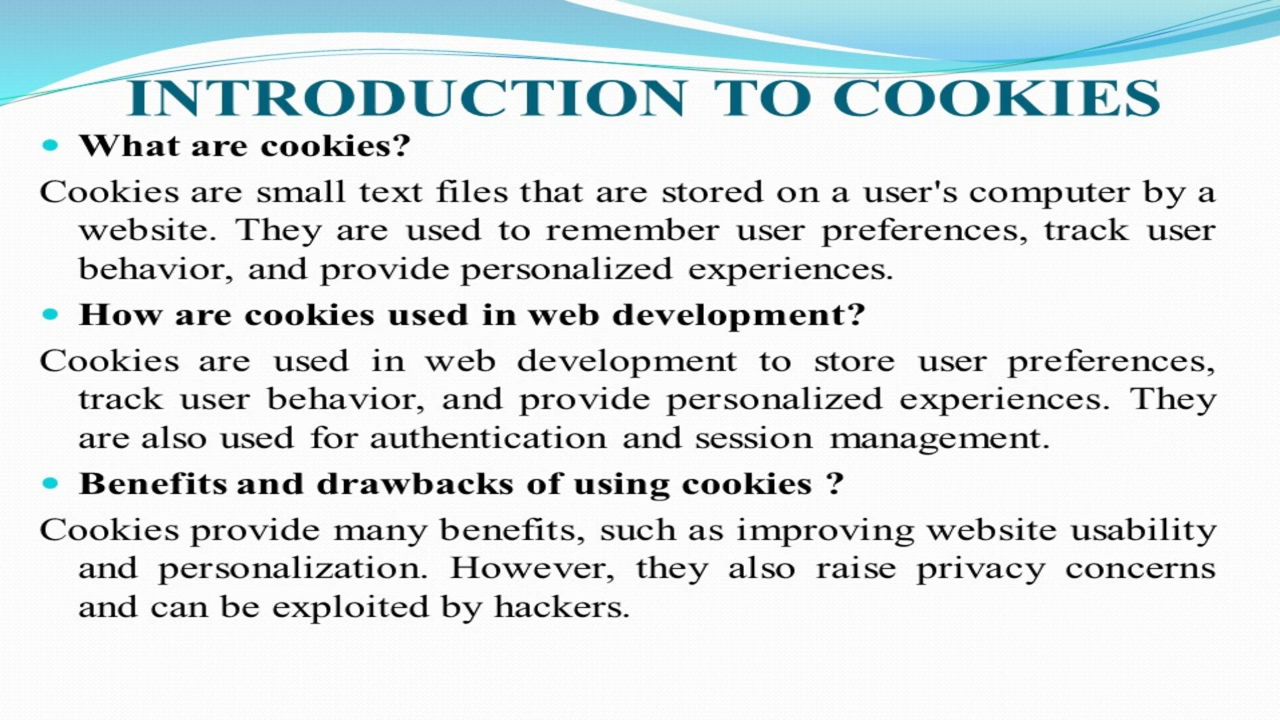 INTRODUCTION TO COOKIES
• What are cookies?
Cookies are small text files that are stored on a user's computer by a
website. They are used to remember user preferences, track user
behavior, and provide personalized experiences.
• How are cookies used in web development?
Cookies are used in web development to store user preferences,
track user behavior, and provide personalized experiences. They
are also used for authentication and session management.
• Benefits and drawbacks of using cookies ?
Cookies provide many benefits, such as improving website usability
and personalization. However, they also raise privacy concerns
and can be exploited by hackers.